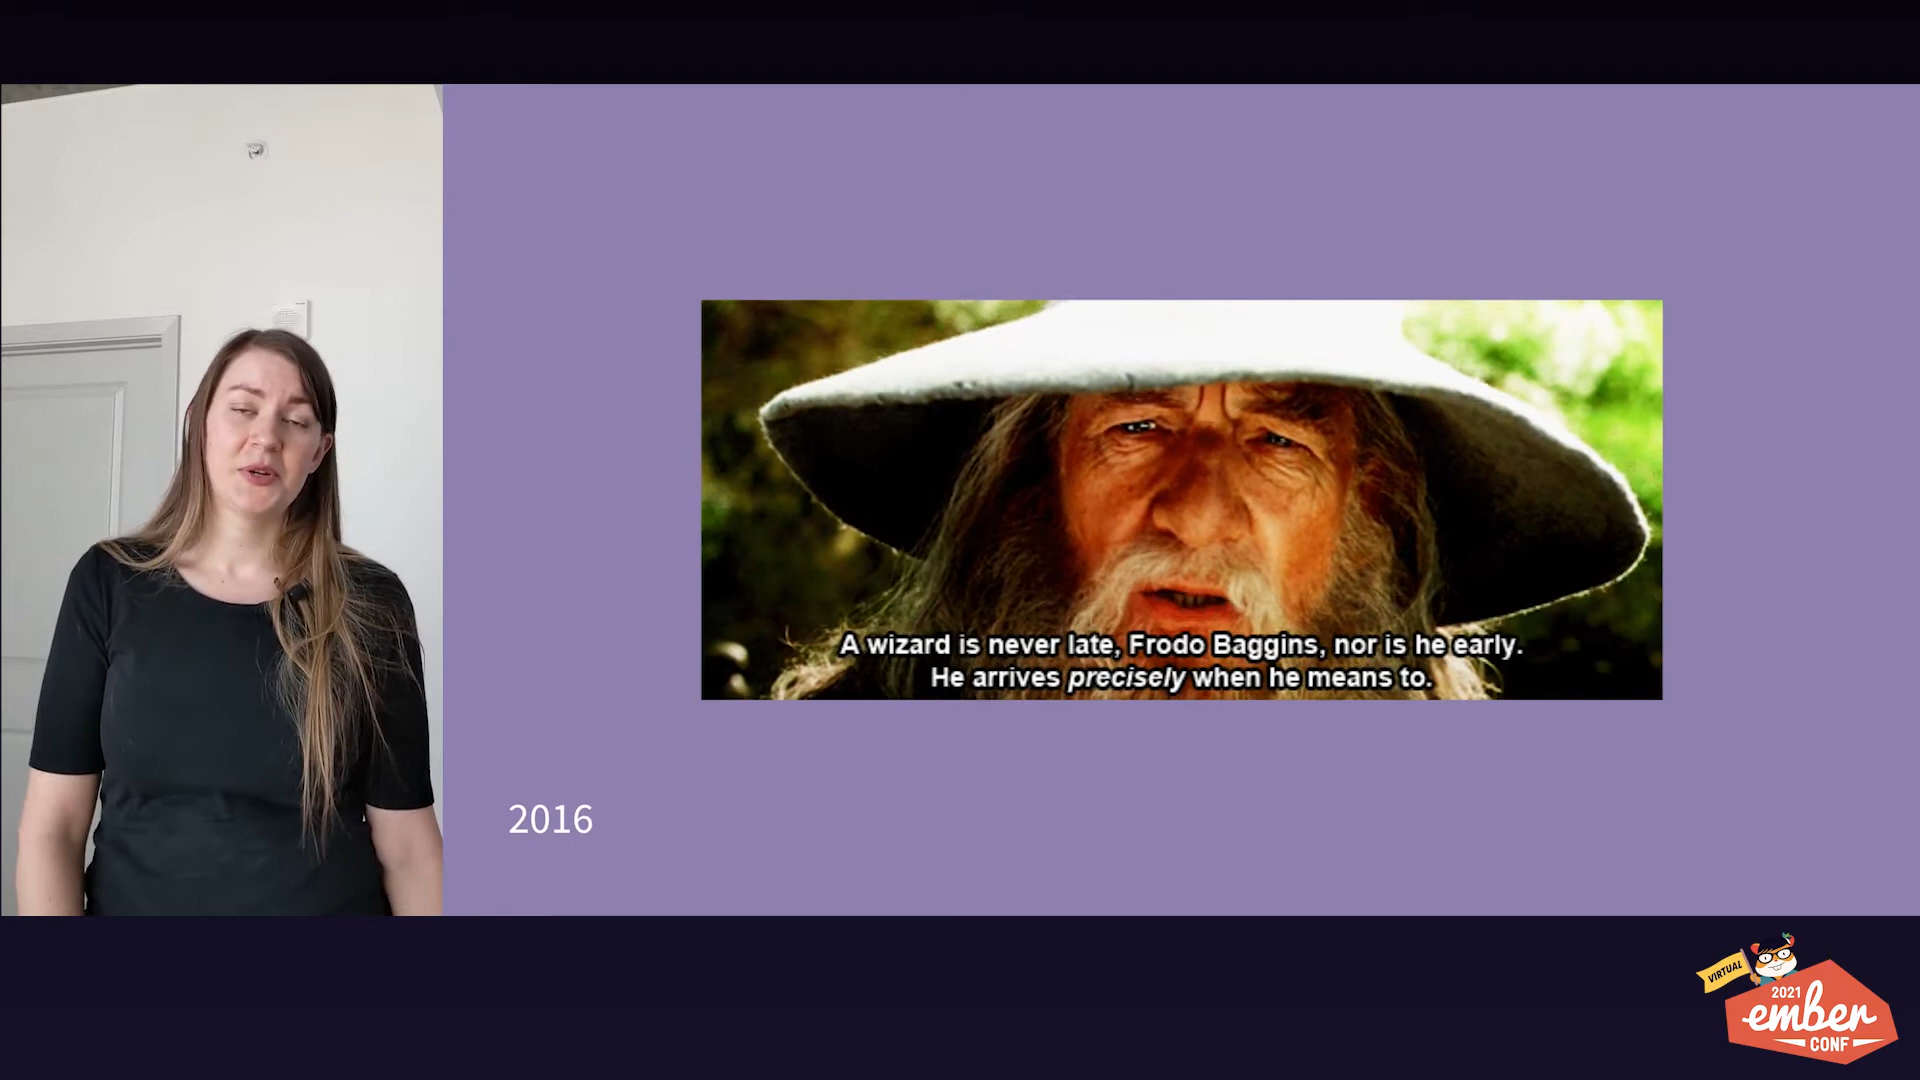 A wizard is never late, Frodo Baggins, nor is he early.
He arrives precisely when he means to.
2016
VIRTUAL
2021
ember
CONF